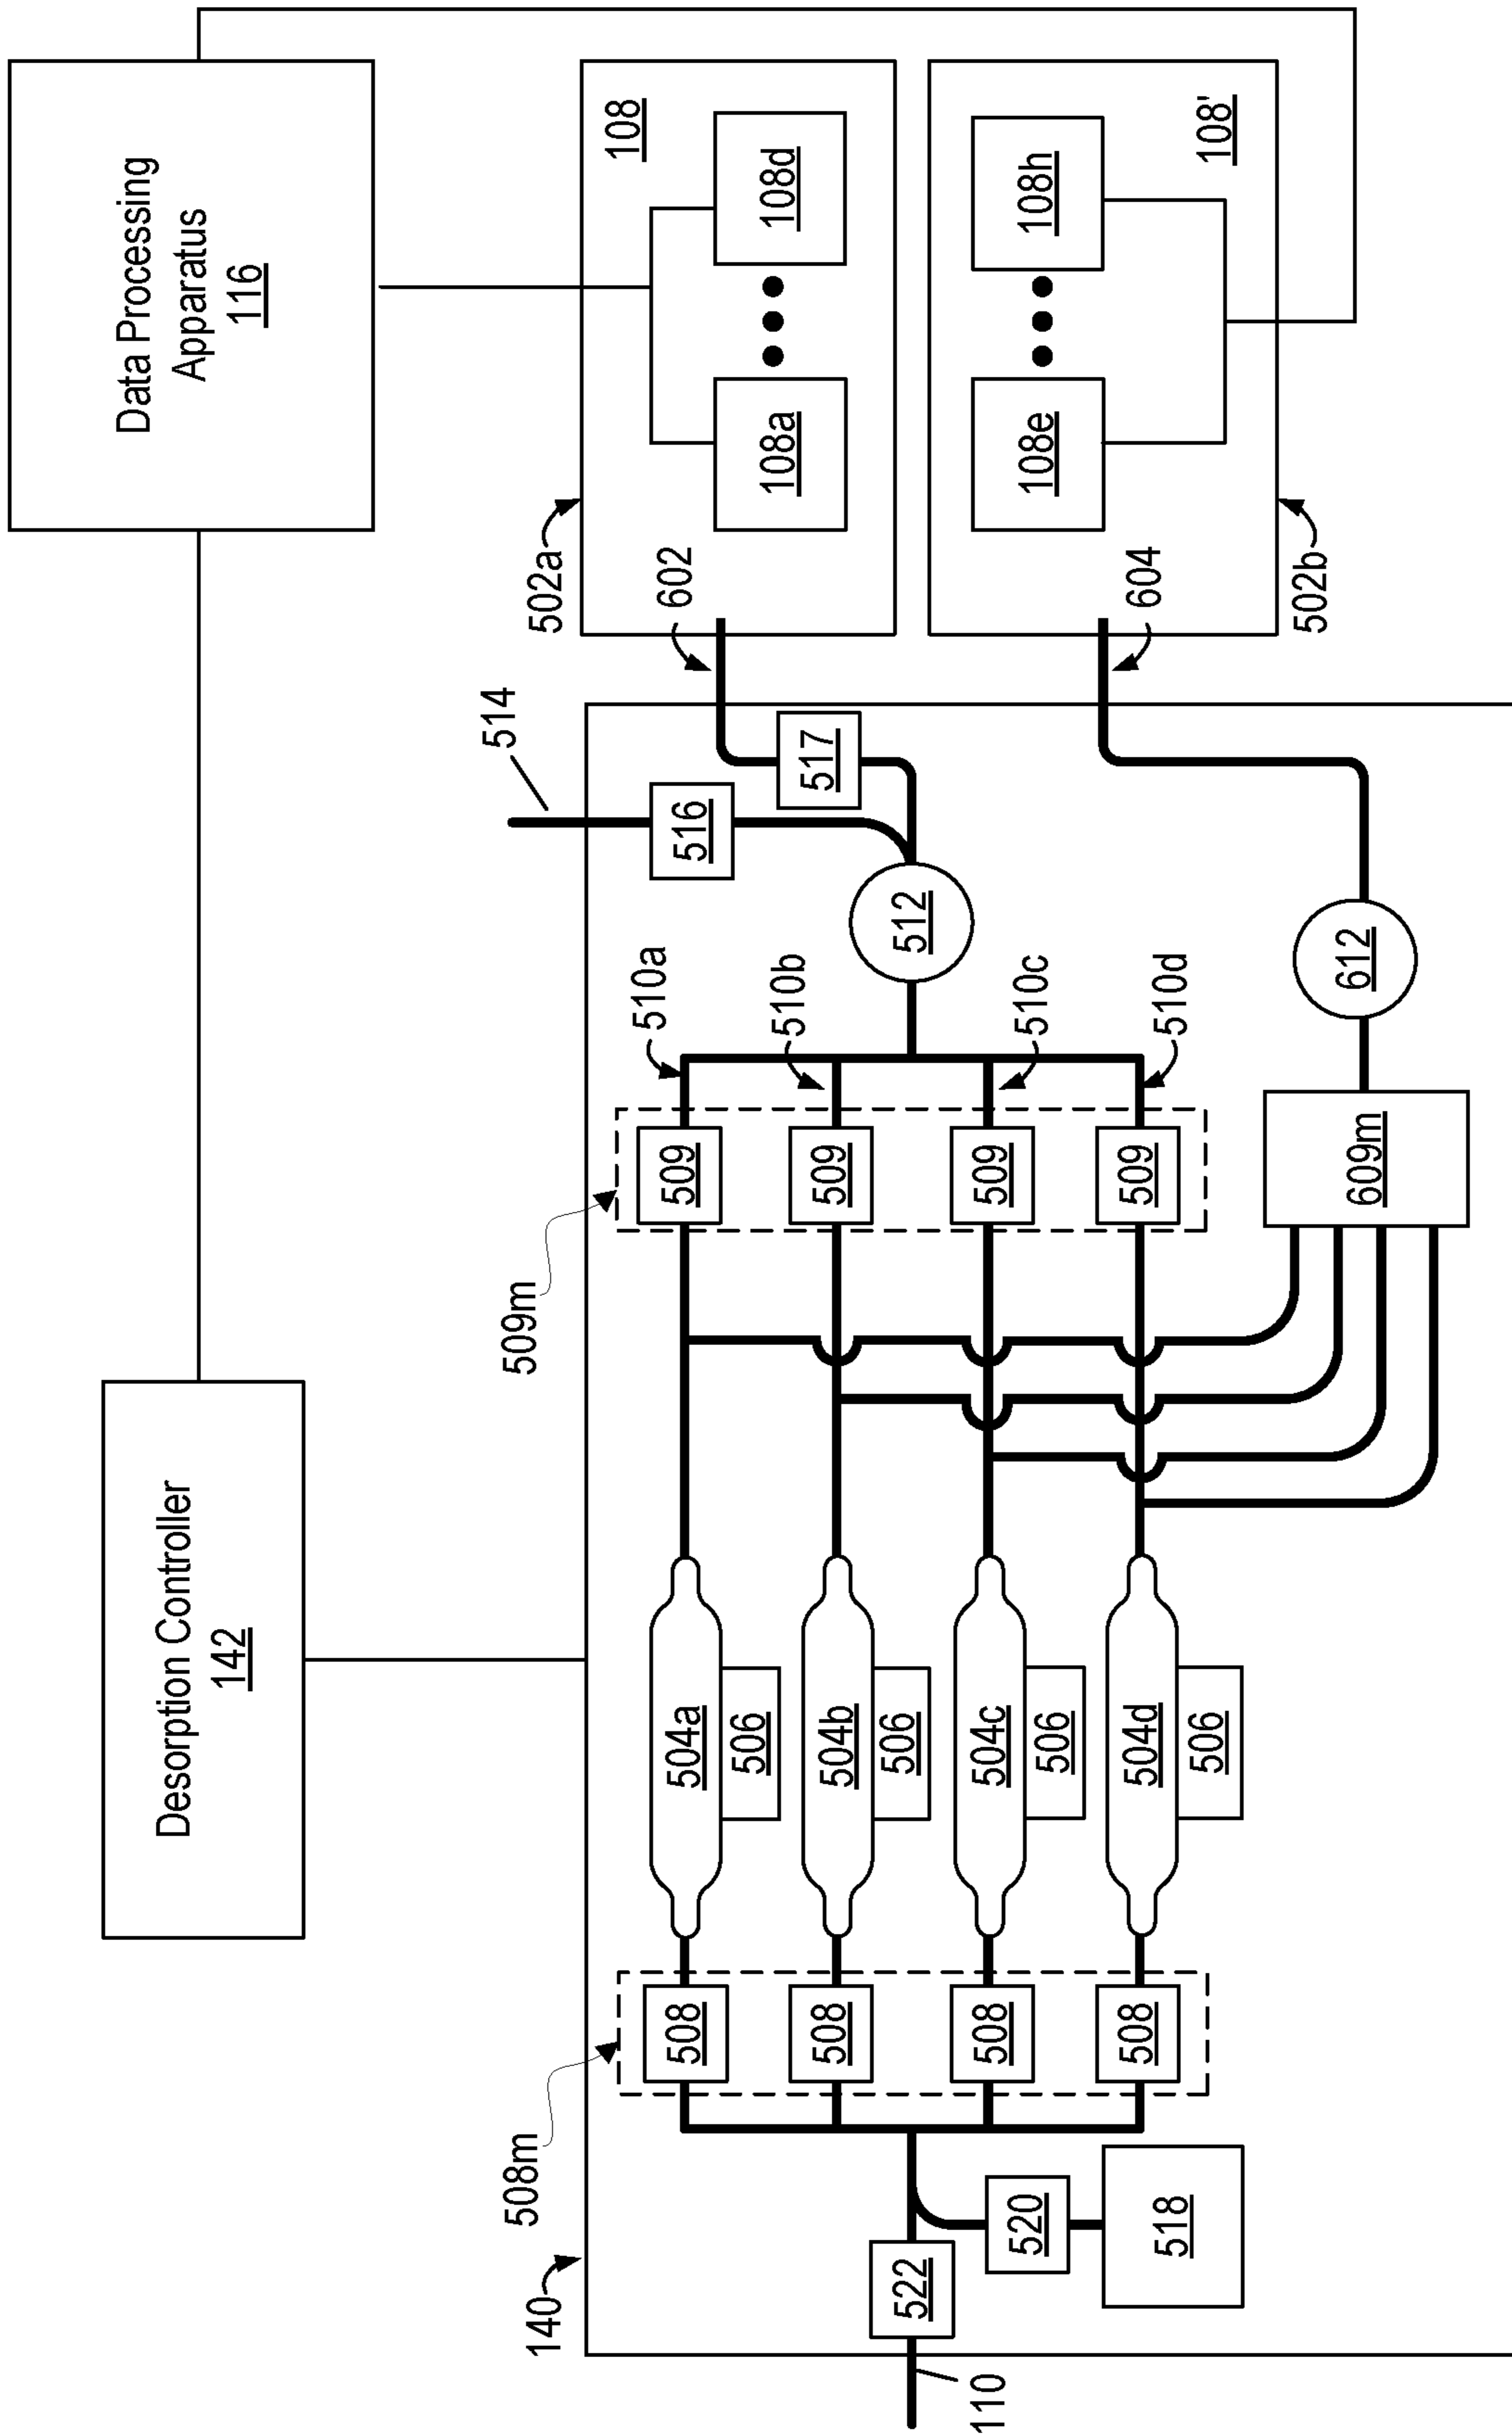 Desorption Controller
142
Data Processing
Apparatus
116
140
508m
509m
514
502a
108
108a
108d
602
110
522
520
518
508
508
508
508
504a
506
504b
506
504c
506
504d
506
509
509
509
509
510a
510b
510c
510d
512
516
517
609m
612
604
108e
108h
108'
502b